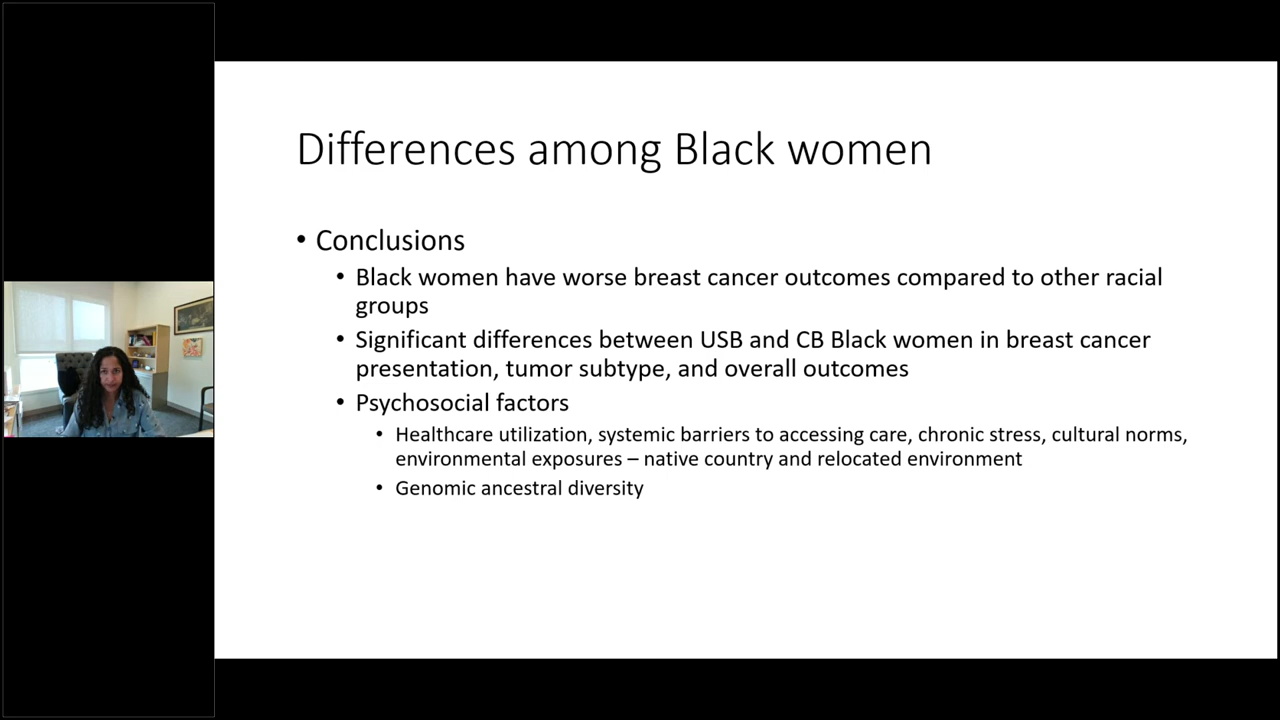 Differences among Black women
• Conclusions
• Black women have worse breast cancer outcomes compared to other racial
groups
• Significant differences between USB and CB Black women in breast cancer
presentation, tumor subtype, and overall outcomes
• Psychosocial factors
• Healthcare utilization, systemic barriers to accessing care, chronic stress, cultural norms,
environmental exposures – native country and relocated environment
• Genomic ancestral diversity